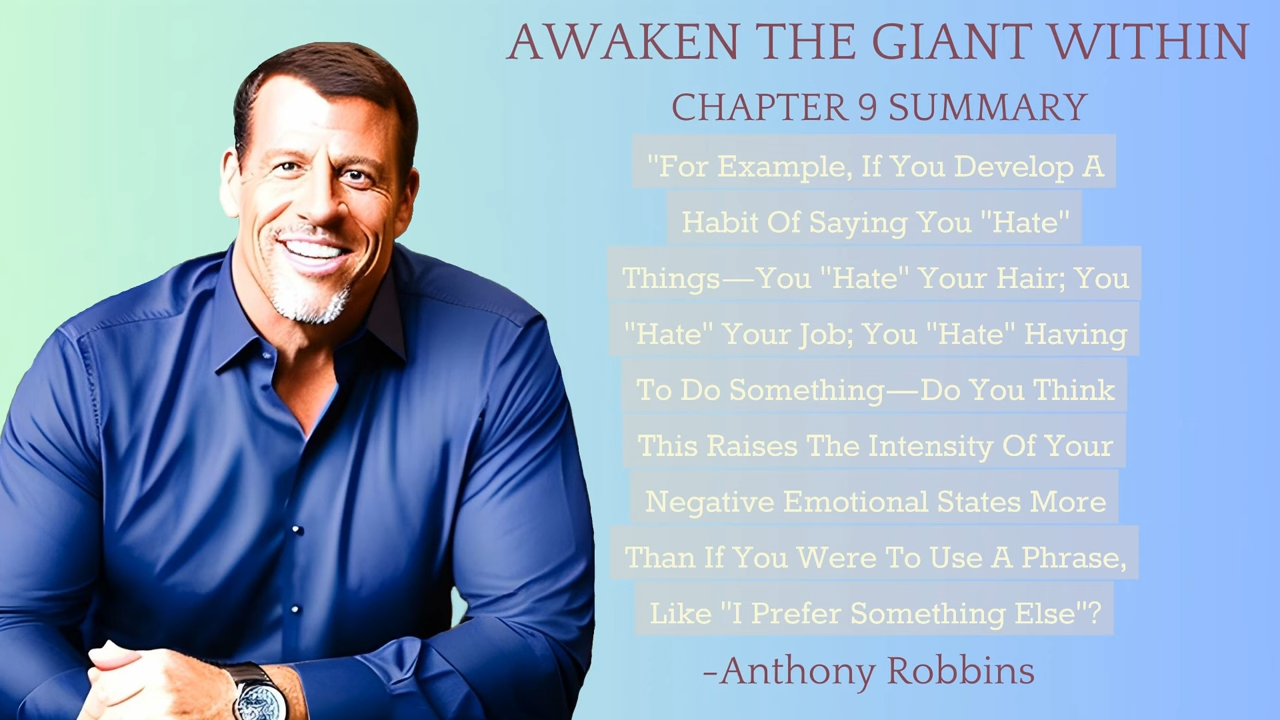 AWAKEN THE GIANT WITHIN
CHAPTER 9 SUMMARY
"For Example, If You Develop A
Habit Of Saying You "Hate"
Things—You "Hate" Your Hair; You
"Hate" Your Job; You "Hate" Having
To Do Something—Do You Think
This Raises The Intensity Of Your
Negative Emotional States More
Than If You Were To Use A Phrase,
Like "I Prefer Something Else"?
-Anthony Robbins